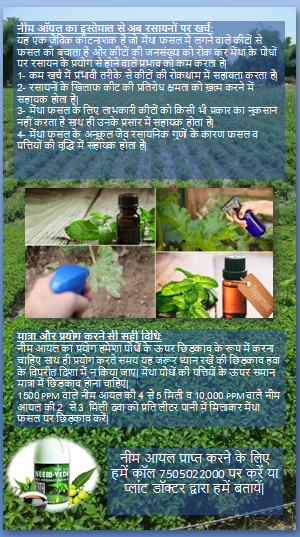 नीम ऑयल का इस्तेमाल से अब रसायनों पर खर्च:
यह एक जैविक कीटनाशक है जो मेंथा फसल में लगने वाले कीटों से
फसल को बचाता है और कीटों की जनसंख्या को रोक कर मेंथा के पौधों
पर रसायन के प्रयोग से होने वाले प्रभाव को कम करता है|
1- कम खर्च में प्रभावी तरीके से कीटों की रोकथाम में सहायता करता है|
2- रसायनों के खिलाफ कीट की प्रतिरोध क्षमता को ख़त्म करने में
सहायक होता है|
3- मेंथा फसल के लिए लाभकारी कीटों को किसी भी प्रकार का नुकसान
नहीं करता है साथ ही उनके प्रसार में सहायक होता है|
4- मेंथा फसल के अनुकूल जैव रसायनिक गुणों के कारण फसल व
पत्तियों की वृद्धि में सहायक होता है|
मात्रा और प्रयोग करने सी सही विधि:
नीम आयल का प्रयोग हमेशा पौधे के ऊपर छिड़काव के रूप में करना
चाहिए साथ ही प्रयोग करते समय यह जरूर ध्यान रखें की छिड़काव हवा
के विपरीत दिशा में न किया जाए| मेंथा पौधे की पत्तियों के ऊपर समान
मात्रा में छिड़काव होना चाहिए|
1500 PPM वाले नीम आयल की 4 से 5 मिली व 10,000 PPM वाले नीम
आयल की 2 से 3 मिली दवा को प्रति लीटर पानी में मिलाकर मेंथा
फसल पर छिड़काव करें|
NEEM-VEDA
नीम आयल प्राप्त करने के लिए
हमें कॉल 7505022000 पर करें या
प्लांट डॉक्टर द्वारा हमें बतायें|